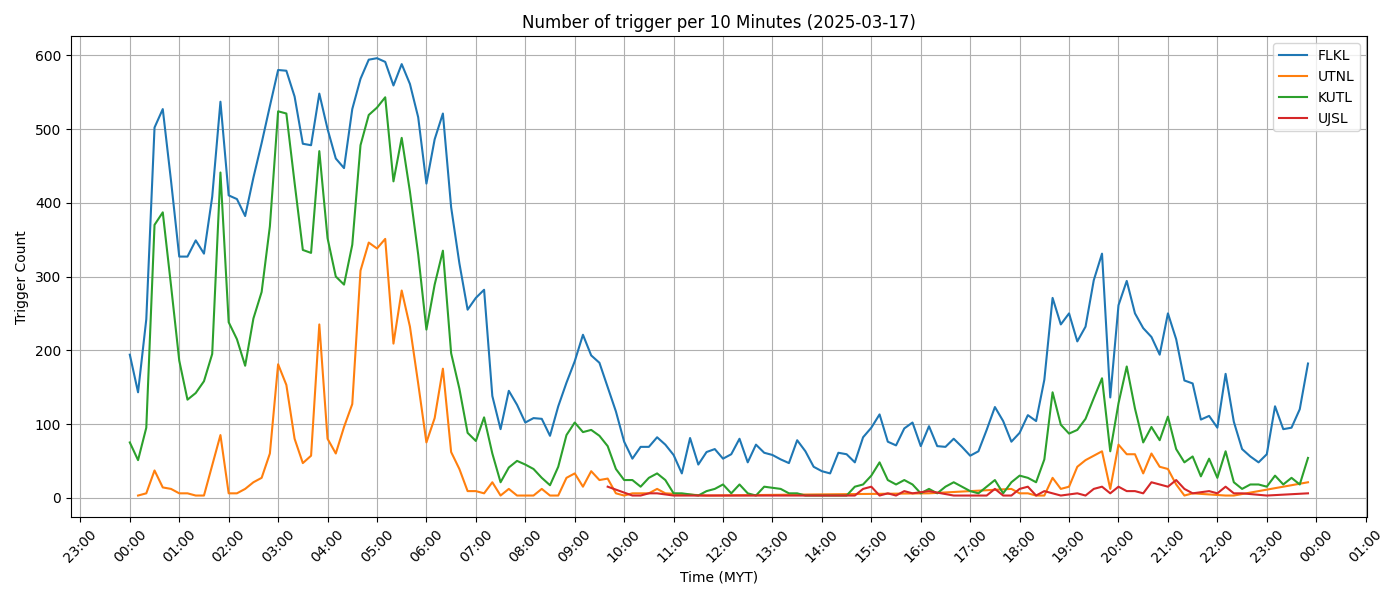 Number of trigger per 10 Minutes (2025-03-17)
FLKL
UTNL
KUTL
UJSL
Trigger Count
600
500
400
300
200
100
0
23:00 00:00 01:00 02:00 03:00 04:00 05:00 06:00 07:00 08:00 09:00 10:00 11:00 12:00 13:00 14:00 15:00 16:00 17:00 18:00 19:00 20:00 21:00 22:00 23:00 00:00 01:00
Time (MYT)